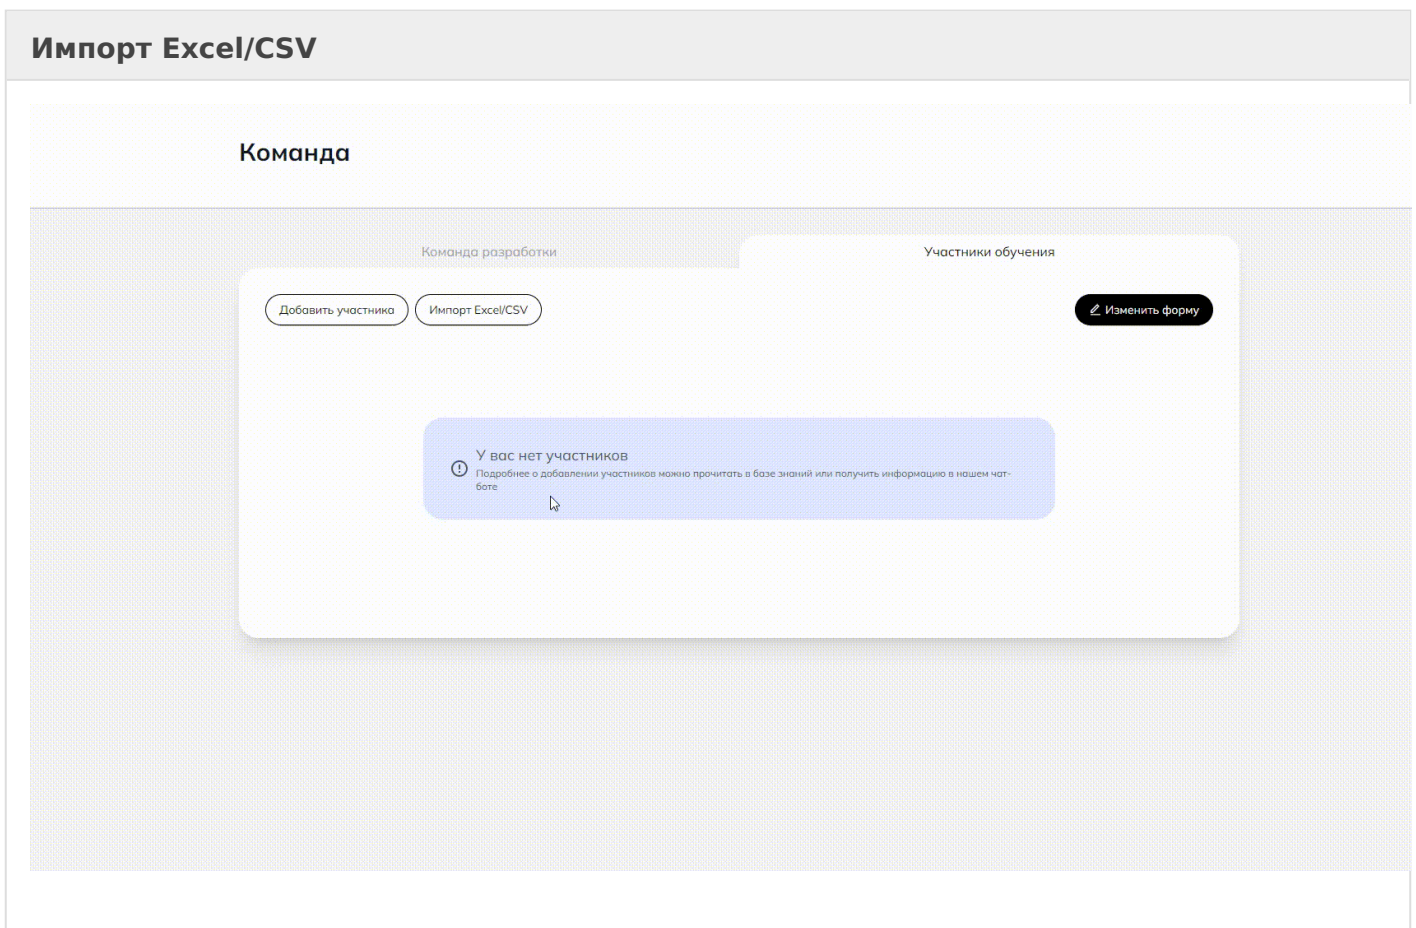 Импорт Excel/CSV
Команда
Команда разработки
Участники обучения
Добавить участника
Импорт Excel/CSV
Изменить форму
У вас нет участников
Подробнее о добавлении участников можно прочитать в базе знаний или получить информацию в нашем чат-
боте